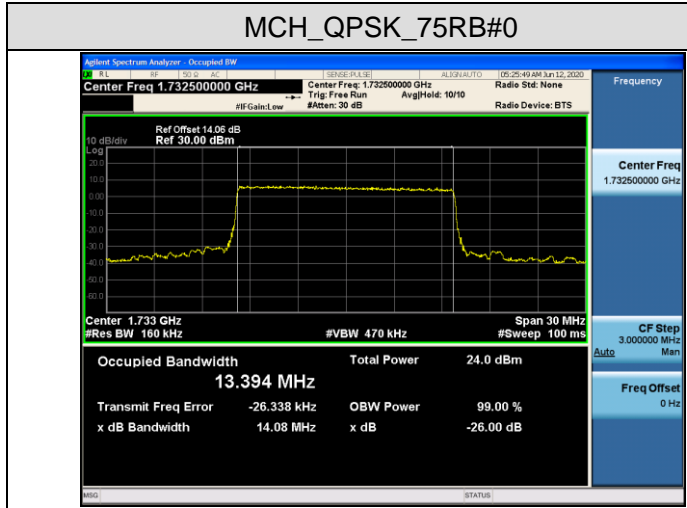 MCH_QPSK_75RB#0
Agilent Spectrum Analyzer - Occupied BW
RL RF 50 Ω AC SENSE:PULSE ALIGNAUTO 05:25:49 AM Jun 12, 2020
Center Freq 1.732500000 GHz Center Freq: 1.732500000 GHz Radio Std: None Frequency
Trig: Free Run Avg|Hold: 10/10
#IFGain:Low #Atten: 30 dB Radio Device: BTS
Ref Offset 14.06 dB
10 dB/div Ref 30.00 dBm
Log
20.0
10.0
0.00
-10.0
-20.0
-30.0
-40.0
-50.0
-60.0
Center Freq
1.732500000 GHz
Center 1.733 GHz Span 30 MHz
#Res BW 160 kHz #VBW 470 kHz #Sweep 100 ms
CF Step
3.000000 MHz
Auto Man
Occupied Bandwidth Total Power 24.0 dBm
13.394 MHz
Transmit Freq Error -26.338 kHz OBW Power 99.00 %
x dB Bandwidth 14.08 MHz x dB -26.00 dB
Freq Offset
0 Hz
MSG STATUS